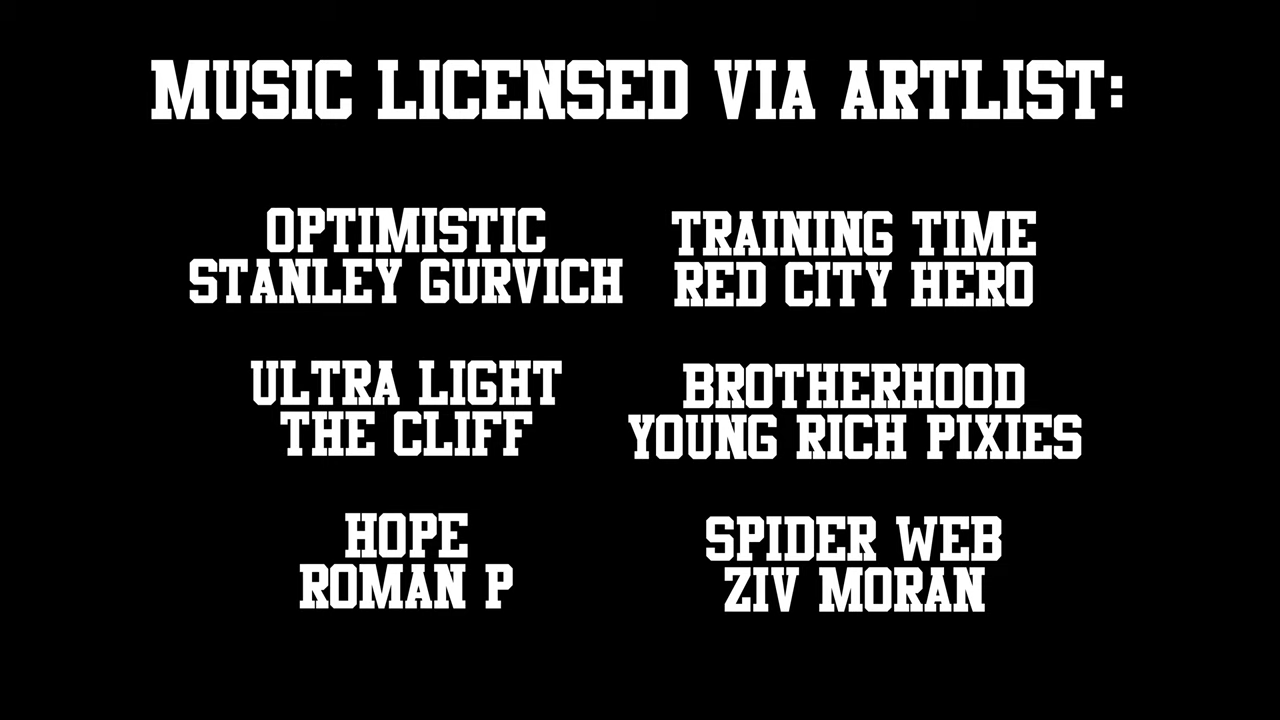 MUSIC LICENSED VIA ARTLIST:
OPTIMISTIC
STANLEY GURVICH
TRAINING TIME
RED CITY HERO
ULTRA LIGHT
THE CLIFF
BROTHERHOOD
YOUNG RICH PIXIES
HOPE
ROMAN P
SPIDER WEB
ZIV MORAN